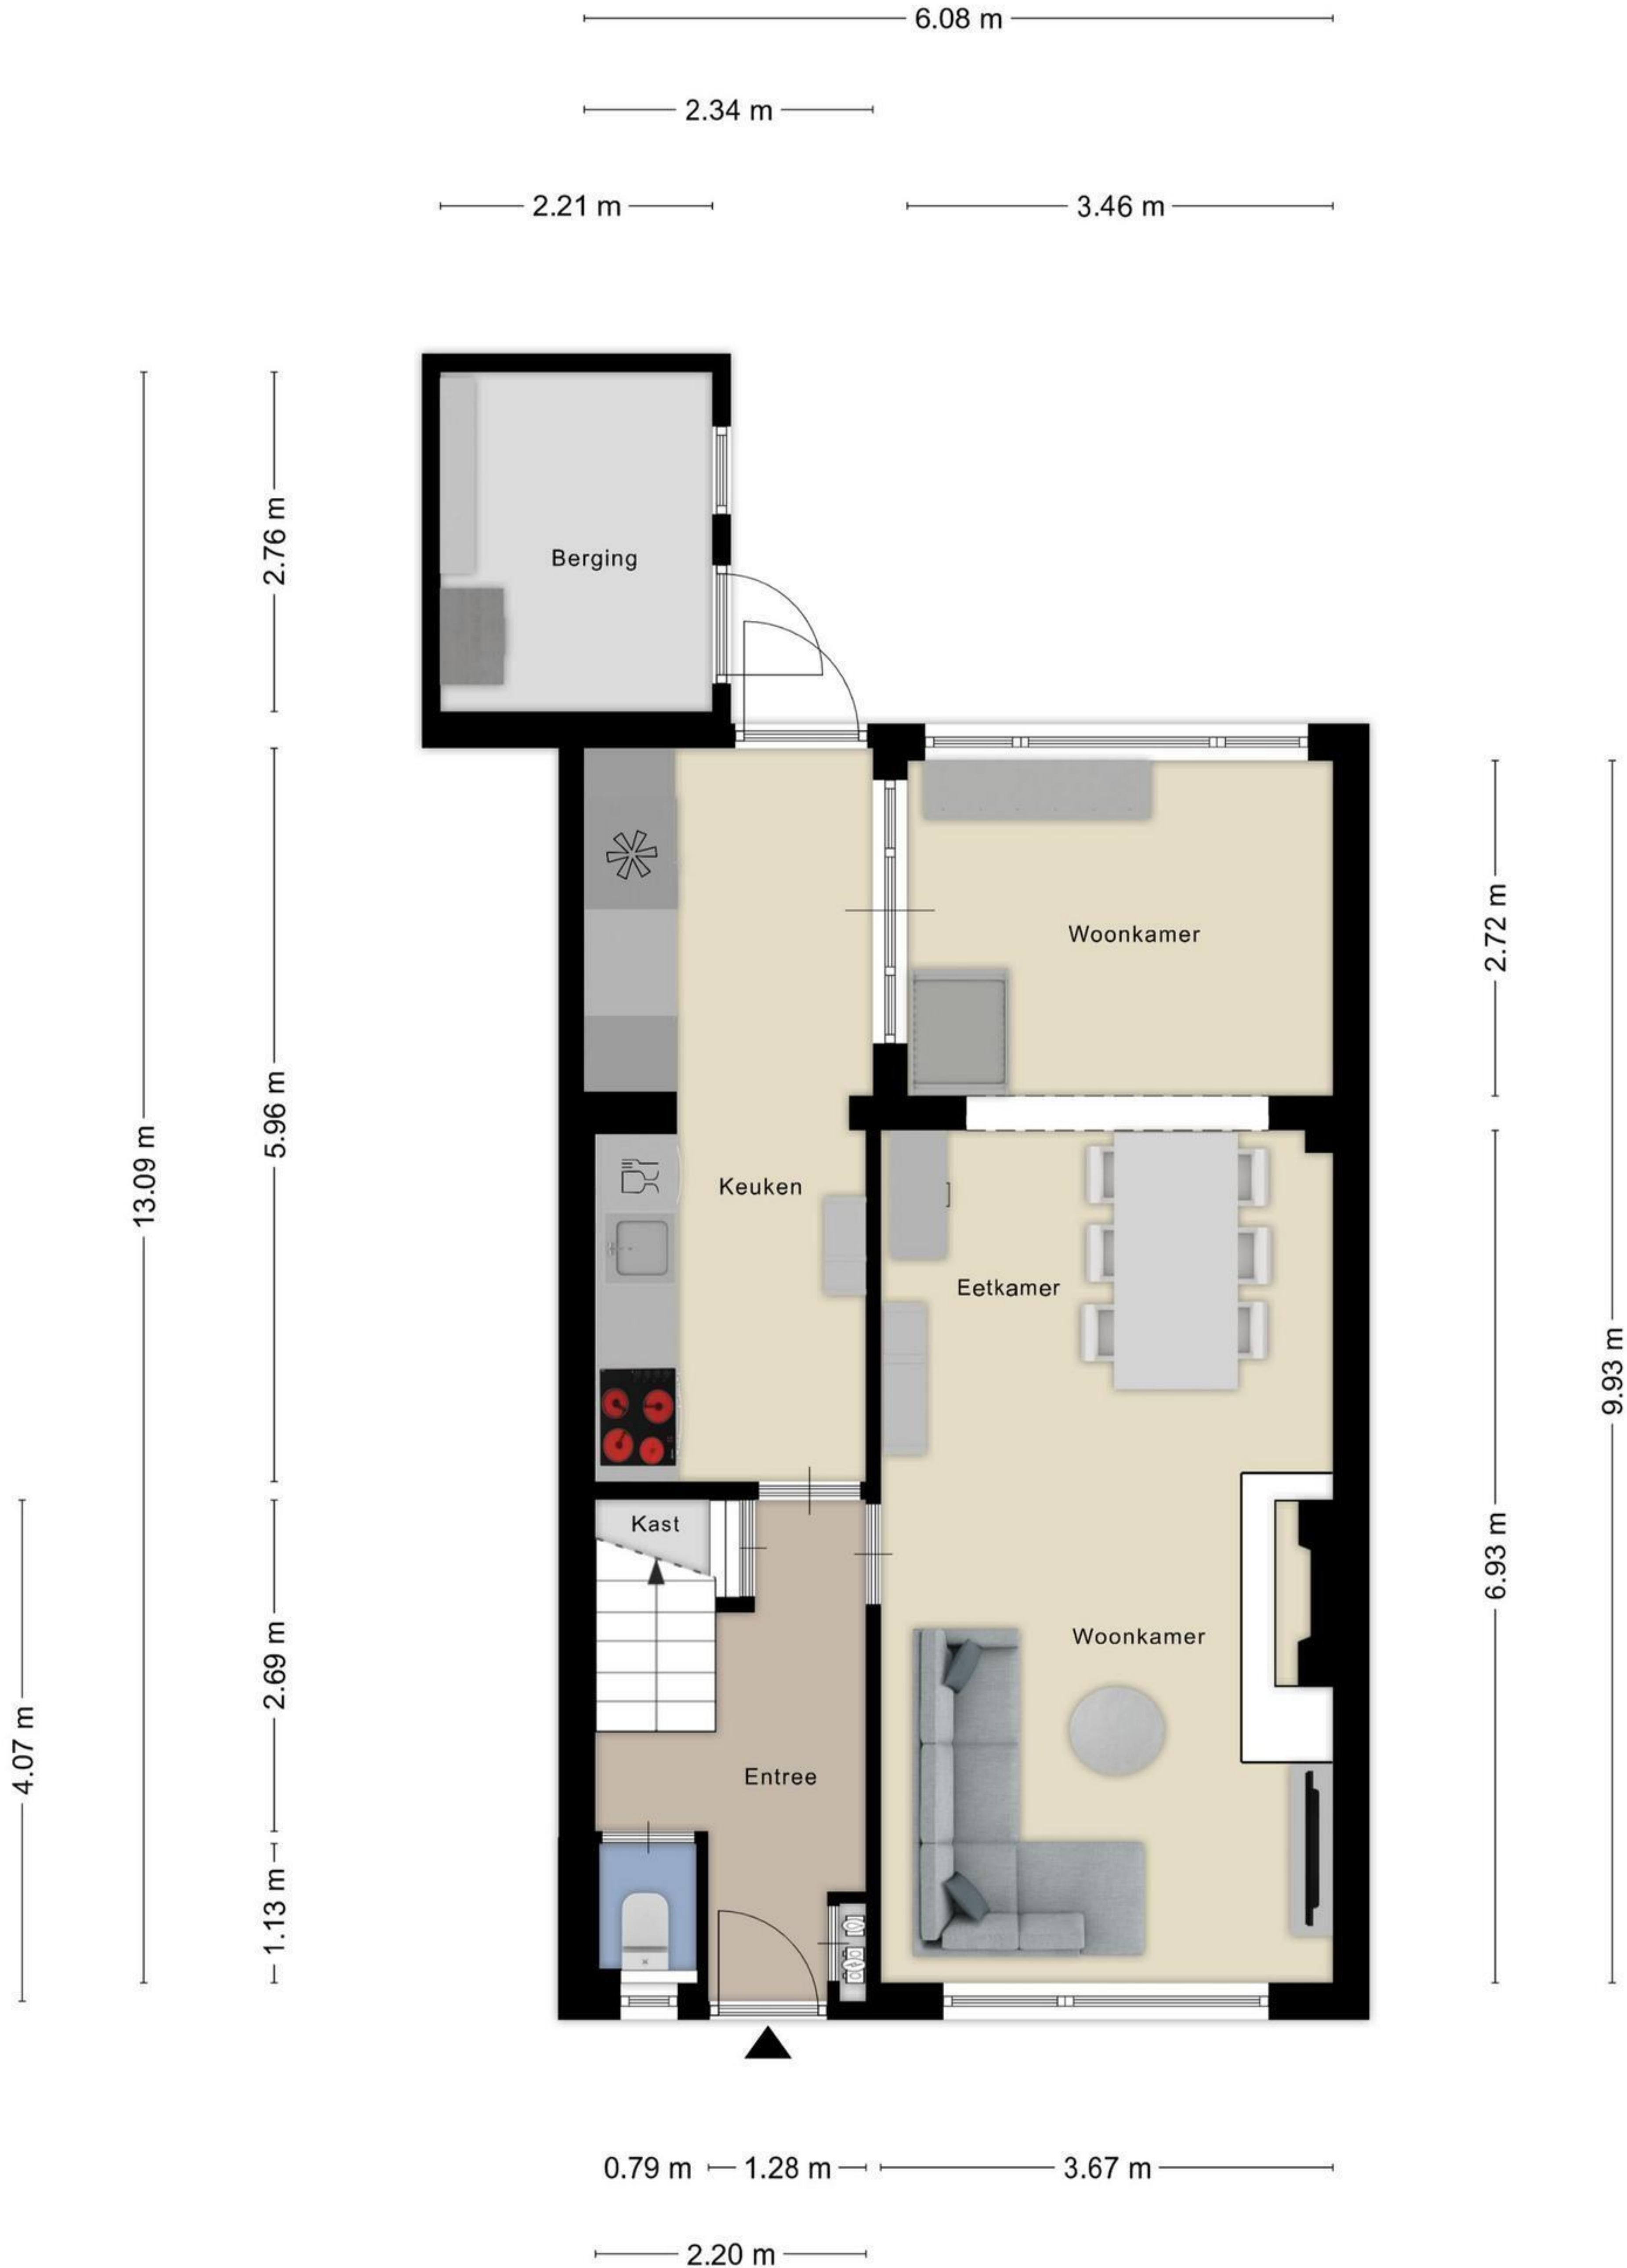 6.08 m
2.34 m
2.21 m
3.46 m
2.76 m
Berging
2.72 m
Woonkamer
5.96 m
13.09 m
Keuken
Eetkamer
9.93 m
Kast
6.93 m
2.69 m
Woonkamer
4.07 m
Entree
1.13 m
0.79 m
1.28 m
3.67 m
2.20 m